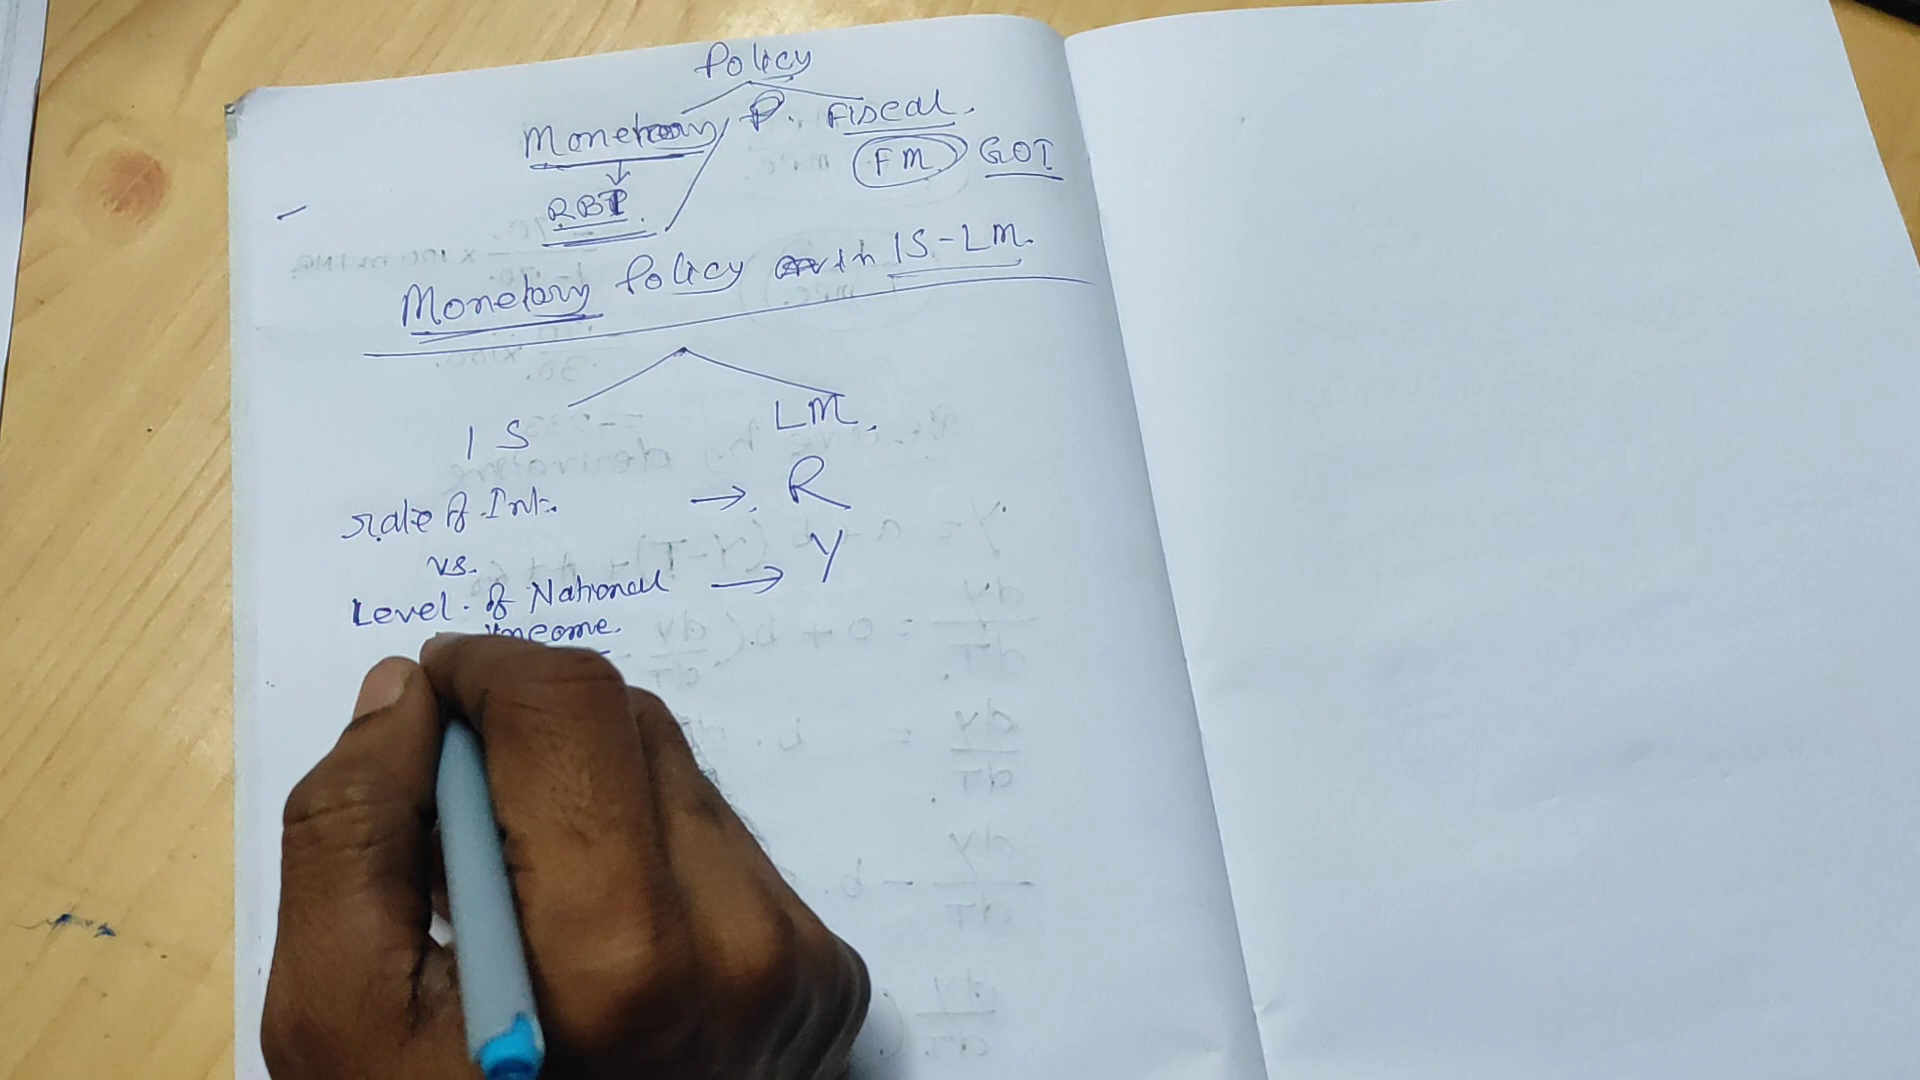 Policy
Monetary P. Fiscal.
RBI. FM GOI
Monetary Policy with IS-LM.
IS LM.
rate of Int. → R
vs.
Level of National → Y
Income.